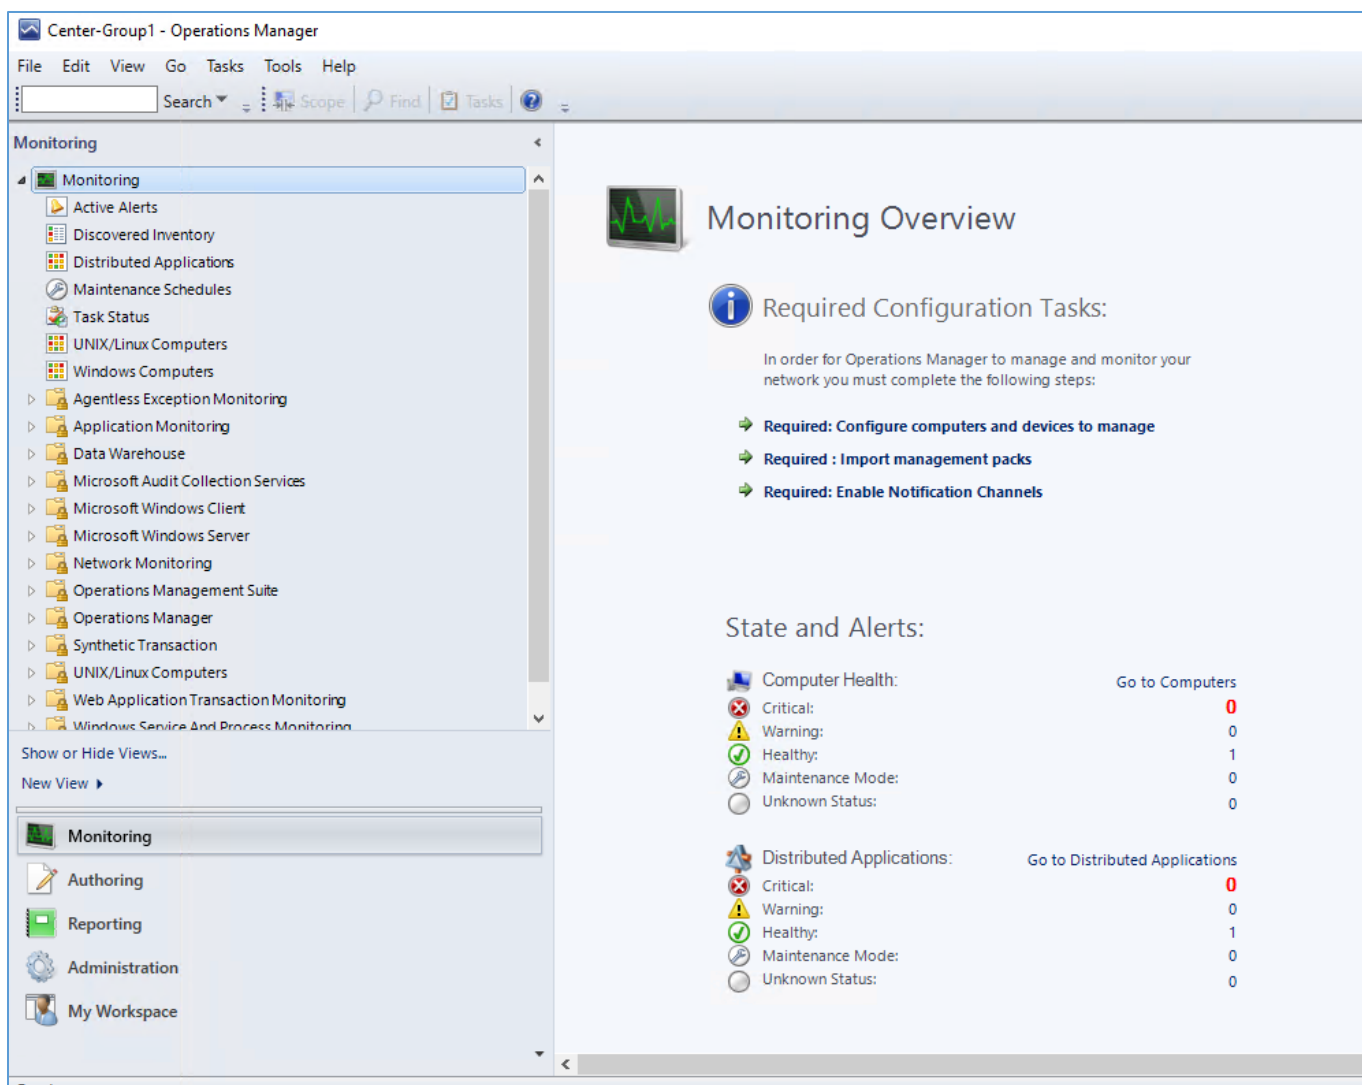 Center-Group1 - Operations Manager
File Edit View Go Tasks Tools Help
Search Scope Find Tasks
Monitoring
Monitoring
Active Alerts
Discovered Inventory
Distributed Applications
Maintenance Schedules
Task Status
UNIX/Linux Computers
Windows Computers
Agentless Exception Monitoring
Application Monitoring
Data Warehouse
Microsoft Audit Collection Services
Microsoft Windows Client
Microsoft Windows Server
Network Monitoring
Operations Management Suite
Operations Manager
Synthetic Transaction
UNIX/Linux Computers
Web Application Transaction Monitoring
Windows Service And Process Monitoring
Show or Hide Views...
New View
Monitoring
Authoring
Reporting
Administration
My Workspace
Monitoring Overview
Required Configuration Tasks:
In order for Operations Manager to manage and monitor your
network you must complete the following steps:
Required: Configure computers and devices to manage
Required : Import management packs
Required: Enable Notification Channels
State and Alerts:
Computer Health: Go to Computers
Critical: 0
Warning: 0
Healthy: 1
Maintenance Mode: 0
Unknown Status: 0
Distributed Applications: Go to Distributed Applications
Critical: 0
Warning: 0
Healthy: 1
Maintenance Mode: 0
Unknown Status: 0